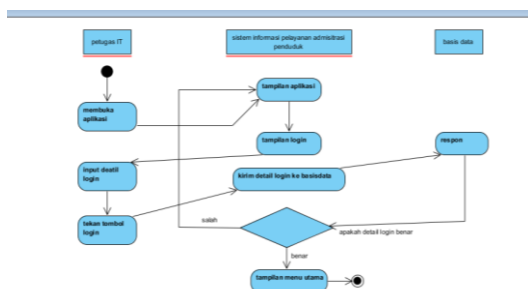 petugas IT
sistem informasi pelayanan admisitrasi
penduduk
basis data
tampilan aplikasi
membuka
aplikasi
tampilan login
respon
input deatil
login
kirim detail login ke basisdata
tekan tombol
login
salah
apakah detail login benar
benar
tampilan menu utama